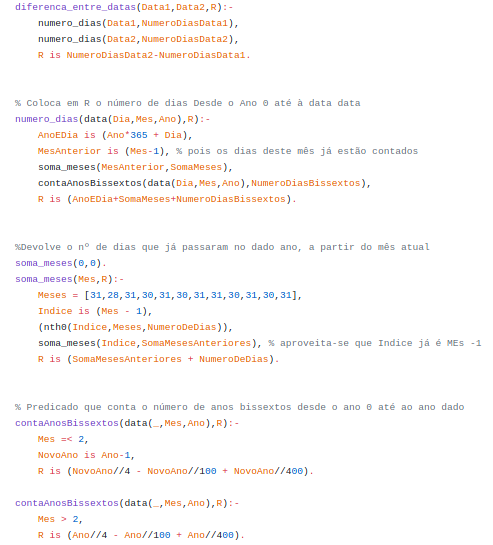 diferenca_entre_datas(Data1,Data2,R):-
numero_dias(Data1,NumeroDiasData1),
numero_dias(Data2,NumeroDiasData2),
R is NumeroDiasData2-NumeroDiasData1.
% Coloca em R o número de dias Desde o Ano 0 até à data data
numero_dias(data(Dia,Mes,Ano),R):-
AnoEDia is (Ano*365 + Dia),
MesAnterior is (Mes-1), % pois os dias deste mês já estão contados
soma_meses(MesAnterior,SomaMeses),
contaAnosBissextos(data(Dia,Mes,Ano),NumeroDiasBissextos),
R is (AnoEDia+SomaMeses+NumeroDiasBissextos).
%Devolve o nº de dias que já passaram no dado ano, a partir do mês atual
soma_meses(0,0).
soma_meses(Mes,R):-
Meses = [31,28,31,30,31,30,31,31,30,31,30,31],
Indice is (Mes - 1),
(nth0(Indice,Meses,NumeroDeDias)),
soma_meses(Indice,SomaMesesAnteriores), % aproveita-se que Indice já é MEs -1
R is (SomaMesesAnteriores + NumeroDeDias).
% Predicado que conta o número de anos bissextos desde o ano 0 até ao ano dado
contaAnosBissextos(data(_,Mes,Ano),R):-
Mes =< 2,
NovoAno is Ano-1,
R is (NovoAno//4 - NovoAno//100 + NovoAno//400).
contaAnosBissextos(data(_,Mes,Ano),R):-
Mes > 2,
R is (Ano//4 - Ano//100 + Ano//400).